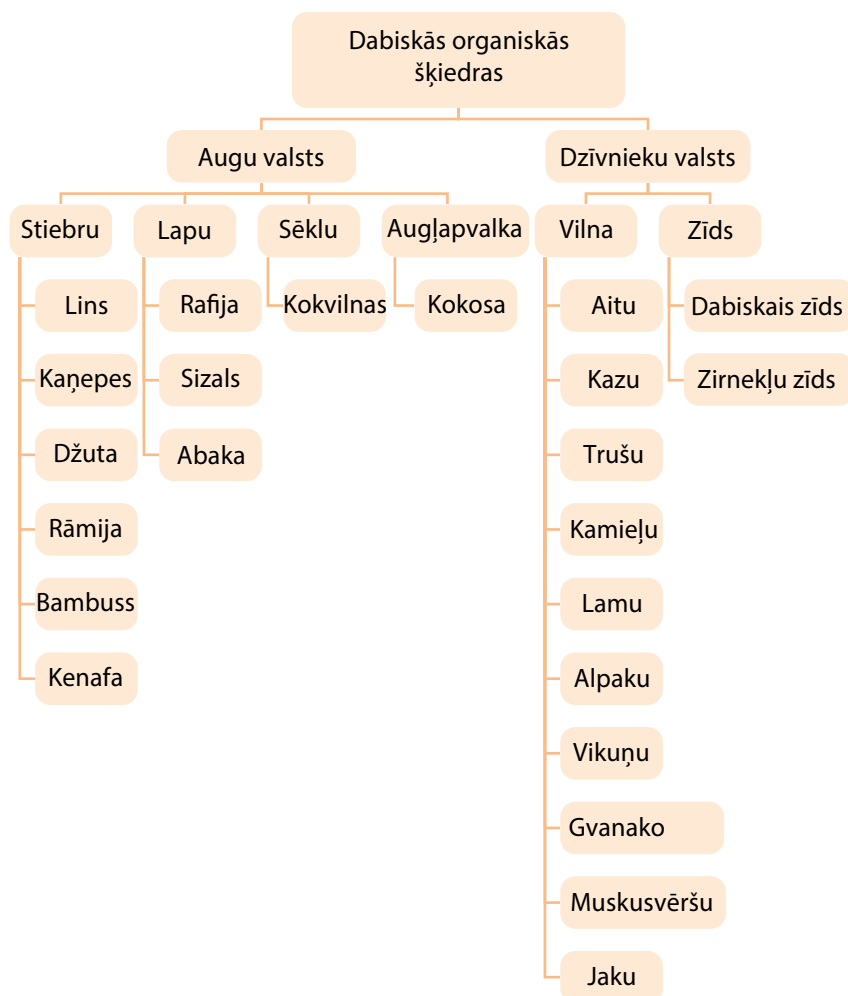 Dabiskās organiskās
šķiedras
Augu valsts
Dzīvnieku valsts
Stiebru
Lapu
Sēklu
Augļapvalka
Vilna
Zīds
Lins
Rafija
Kokvilnas
Kokosa
Aitu
Dabiskais zīds
Kaņepes
Sizals
Kazu
Zirnekļu zīds
Džuta
Abaka
Trušu
Rāmija
Kamieļu
Bambuss
Lamu
Kenafa
Alpaku
Vikuņu
Gvanako
Muskusvēršu
Jaku